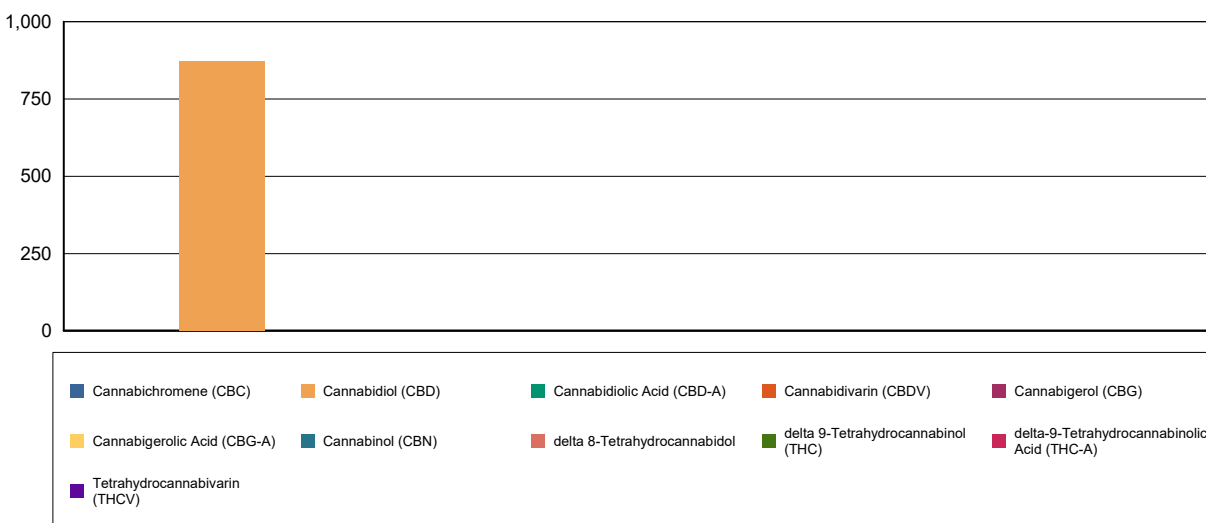 1,000
750
500
250
0
Cannabichromene (CBC)
Cannabidiol (CBD)
Cannabidiolic Acid (CBD-A)
Cannabidivarin (CBDV)
Cannabigerol (CBG)
Cannabigerolic Acid (CBG-A)
Cannabinol (CBN)
delta 8-Tetrahydrocannabidol
delta 9-Tetrahydrocannabinol
(THC)
delta-9-Tetrahydrocannabinolic
Acid (THC-A)
Tetrahydrocannabivarin
(THCV)